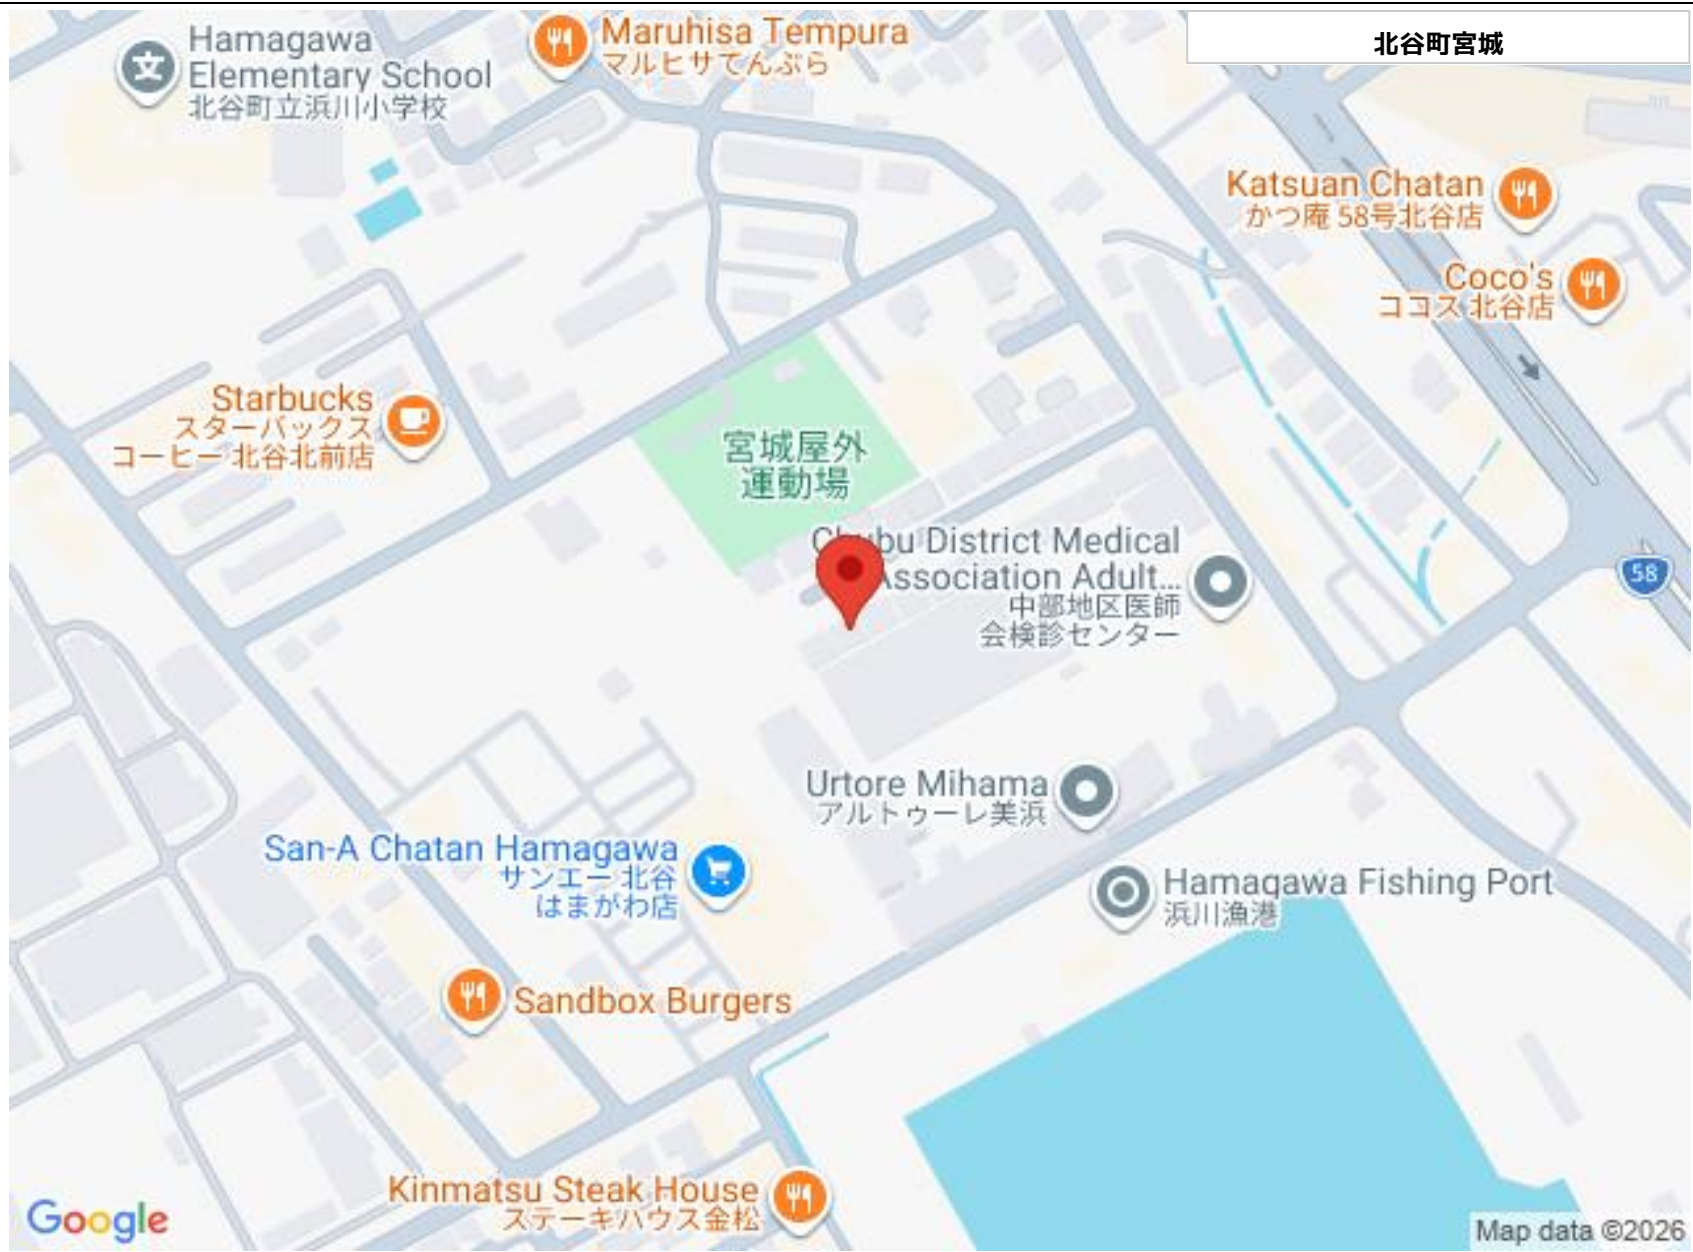 北谷町宮城
Hamagawa
Elementary School
北谷町立浜川小学校
Maruhisa Tempura
マルヒサてんぷら
Katsuan Chatan
かつ庵 58号北谷店
Coco's
ココス 北谷店
Starbucks
スターバックス
コーヒー 北谷北前店
宮城屋外
運動場
Chubu District Medical
Association Adult...
中部地区医師
会検診センター
58
Urtore Mihama
アルトゥーレ美浜
San-A Chatan Hamagawa
サンエー 北谷
はまがわ店
Hamagawa Fishing Port
浜川漁港
Sandbox Burgers
Kinmatsu Steak House
ステーキハウス金松
Google
Map data ©2026
文